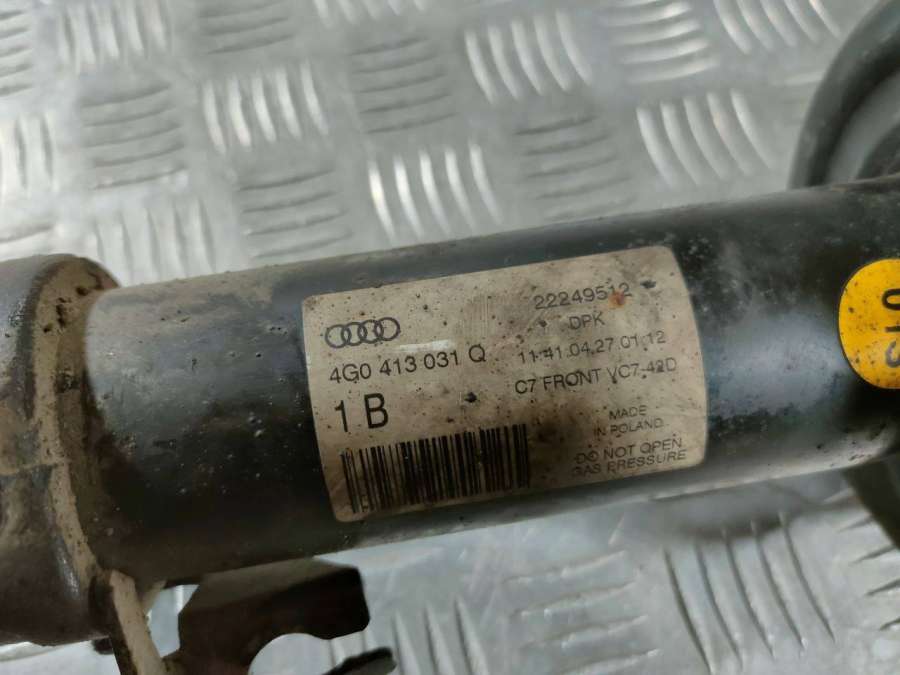 4G0 413 031 Q
1 B
22249512
DPK
11:41.04.27.01.12
C7 FRONT VC7-42D
MADE
IN POLAND
DO NOT OPEN
GAS PRESSURE